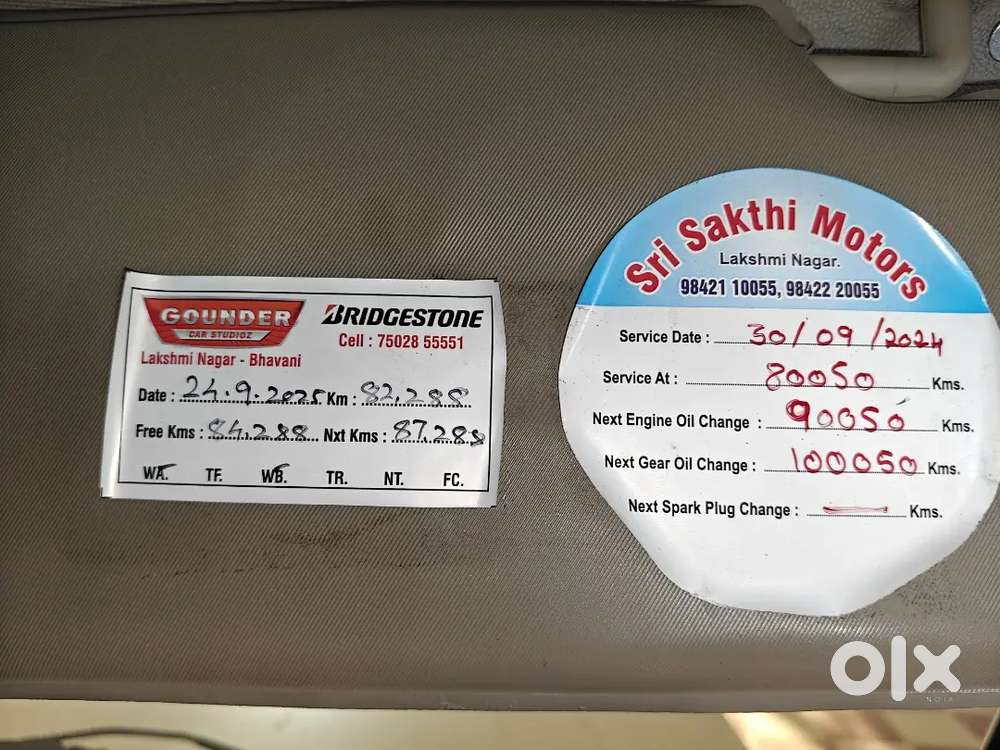 GOUNDER
CAR STUDIOZ
BRIDGESTONE
Cell : 75028 55551
Lakshmi Nagar - Bhavani
Date : 24.9.2025 Km : 82,288
Free Kms : 84,288 Nxt Kms : 87,288
WA. TF. WB. TR. NT. FC.
Sri Sakthi Motors
Lakshmi Nagar.
98421 10055, 98422 20055
Service Date : 30/09/2024
Service At : 80050 Kms.
Next Engine Oil Change : 90050 Kms.
Next Gear Oil Change : 100050 Kms.
Next Spark Plug Change : — Kms.
olx
NOIX